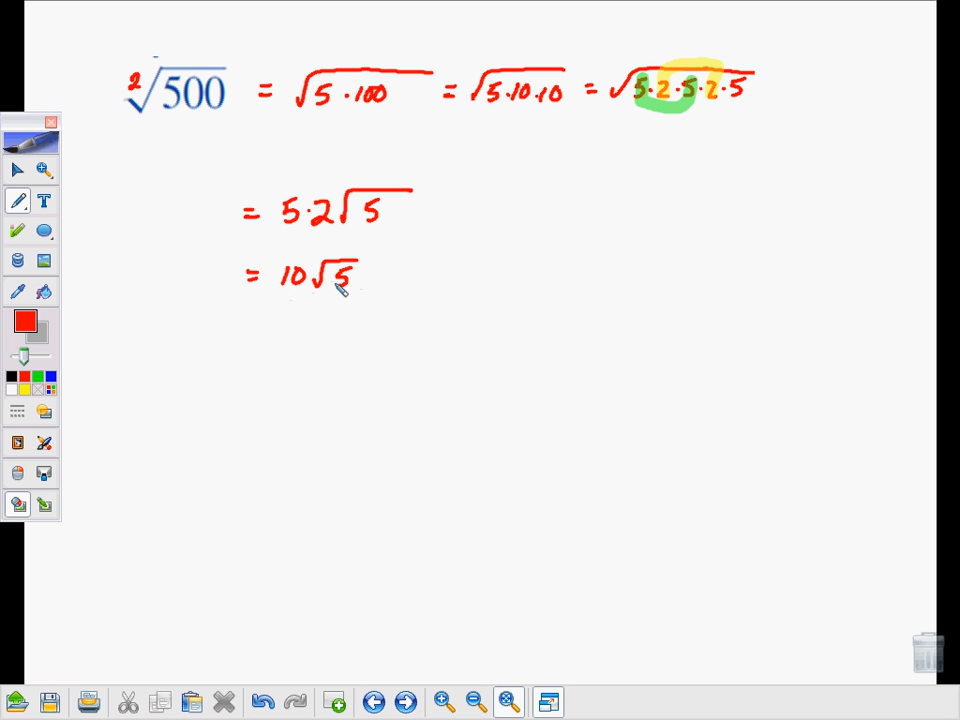 ²√500 = √5·100 = √5·10·10 = √5·2·5·2·5
= 5·2√5
= 10√5
T